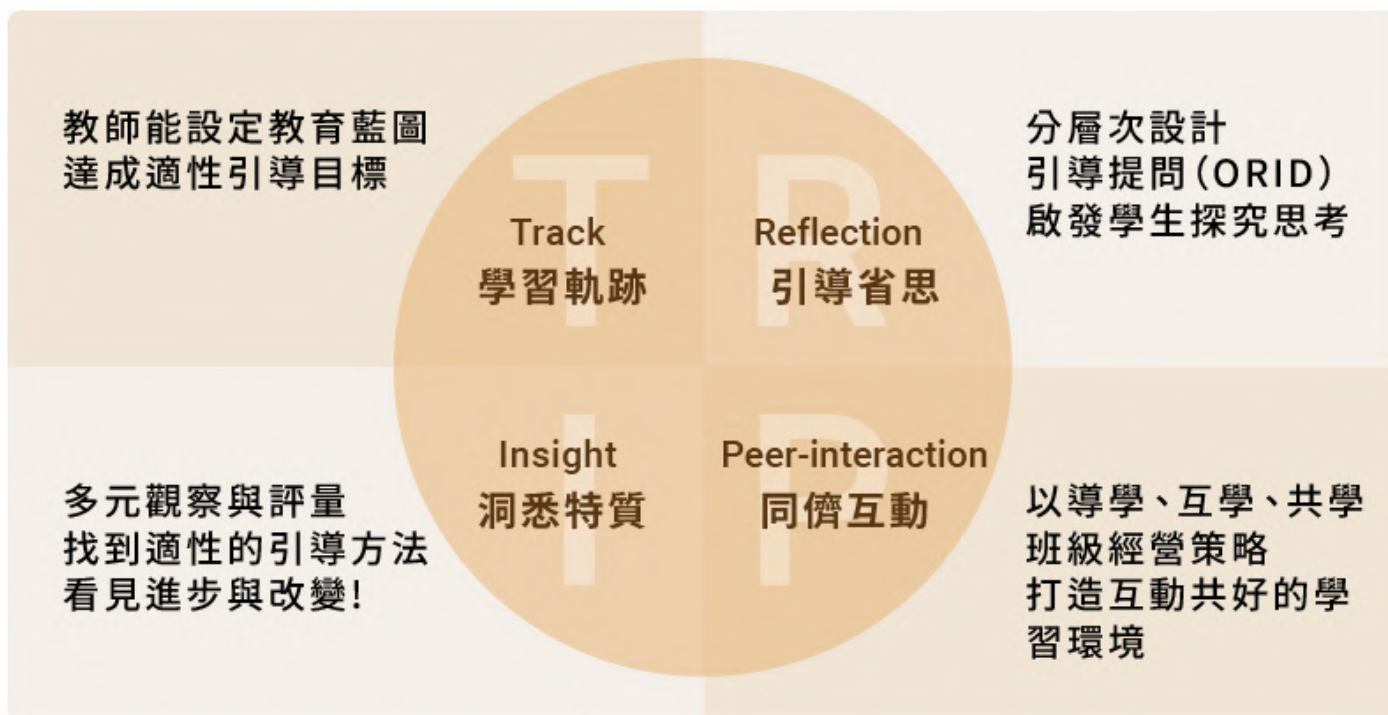 教師能設定教育藍圖
達成適性引導目標
T
Track
學習軌跡
R
Reflection
引導省思
分層次設計
引導提問(ORID)
啟發學生探究思考
多元觀察與評量
找到適性的引導方法
看見進步與改變!
I
Insight
洞悉特質
P
Peer-interaction
同儕互動
以導學、互學、共學
班級經營策略
打造互動共好的學
習環境